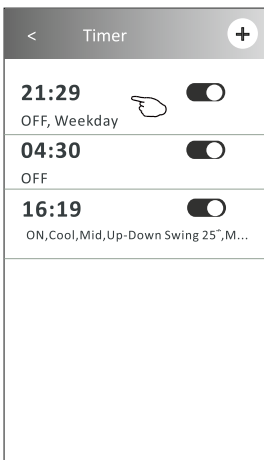 < Timer +
21:29
OFF, Weekday
04:30
OFF
16:19
ON,Cool,Mid,Up-Down Swing 25℃,M...